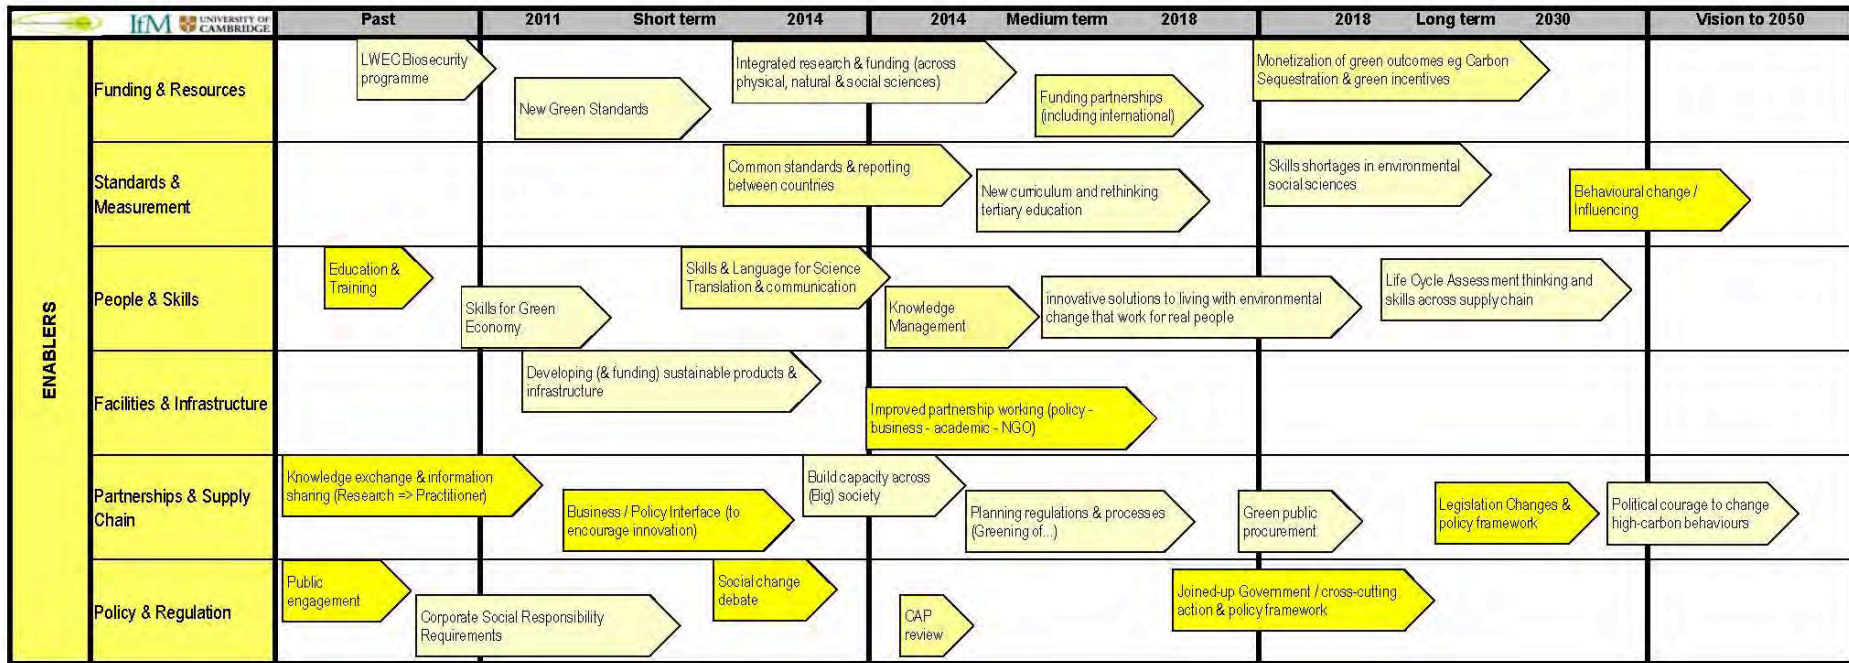 IfM UNIVERSITY OF
CAMBRIDGE
Past
2011 Short term 2014
2014 Medium term 2018
2018 Long term 2030
Vision to 2050
ENABLERS
Funding & Resources
LWEC Biosecurity
programme
New Green Standards
Integrated research & funding (across
physical, natural & social sciences)
Funding partnerships
(including international)
Monetization of green outcomes eg Carbon
Sequestration & green incentives
Standards &
Measurement
Common standards & reporting
between countries
New curriculum and rethinking
tertiary education
Skills shortages in environmental
social sciences
Behavioural change /
Influencing
People & Skills
Education &
Training
Skills for Green
Economy
Skills & Language for Science
Translation & communication
Knowledge
Management
innovative solutions to living with environmental
change that work for real people
Life Cycle Assessment thinking and
skills across supply chain
Facilities & Infrastructure
Developing (& funding) sustainable products &
infrastructure
Improved partnership working (policy -
business - academic - NGO)
Partnerships & Supply
Chain
Knowledge exchange & information
sharing (Research => Practitioner)
Business / Policy Interface (to
encourage innovation)
Build capacity across
(Big) society
Planning regulations & processes
(Greening of...)
Green public
procurement
Legislation Changes &
policy framework
Political courage to change
high-carbon behaviours
Policy & Regulation
Public
engagement
Corporate Social Responsibility
Requirements
Social change
debate
CAP
review
Joined-up Government / cross-cutting
action & policy framework